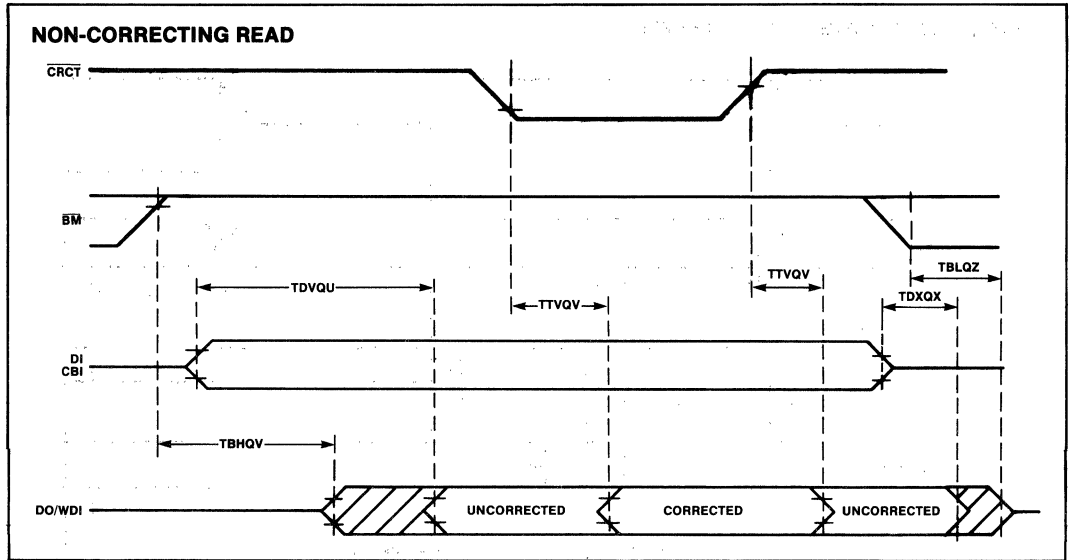 NON-CORRECTING READ
CRCT
BM
TBLQZ
TDVQU
TTVQV
TTVQV
TDXQX
DI
CBI
TBHQV
DO/WDI
UNCORRECTED
CORRECTED
UNCORRECTED